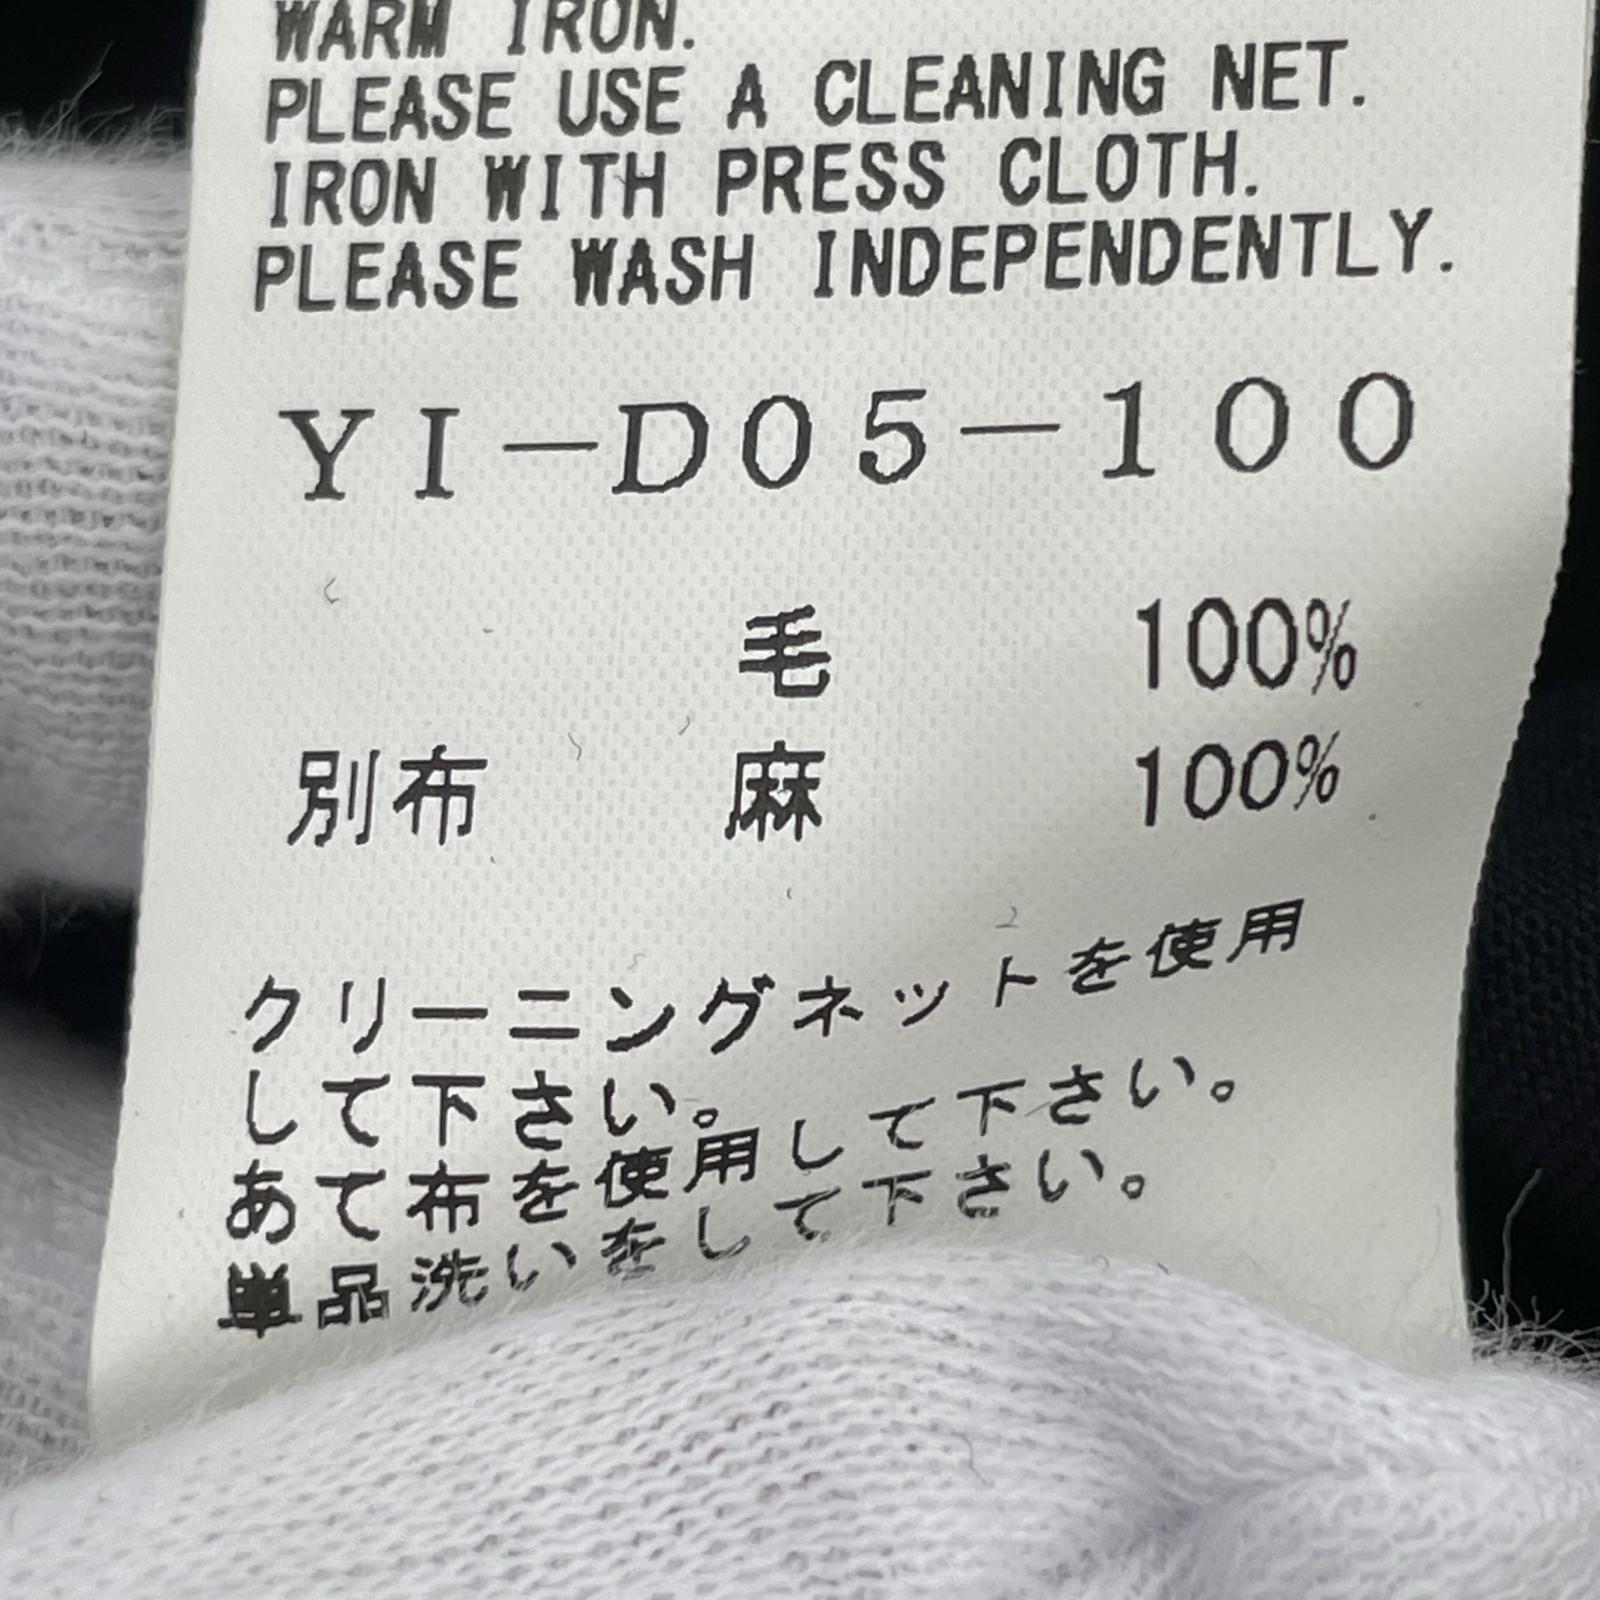 WARM IRON.
PLEASE USE A CLEANING NET.
IRON WITH PRESS CLOTH.
PLEASE WASH INDEPENDENTLY.
YI-D05-100
毛 100%
別布 麻 100%
クリーニングネットを使用
して下さい。
あて布を使用して下さい。
単品洗いをして下さい。